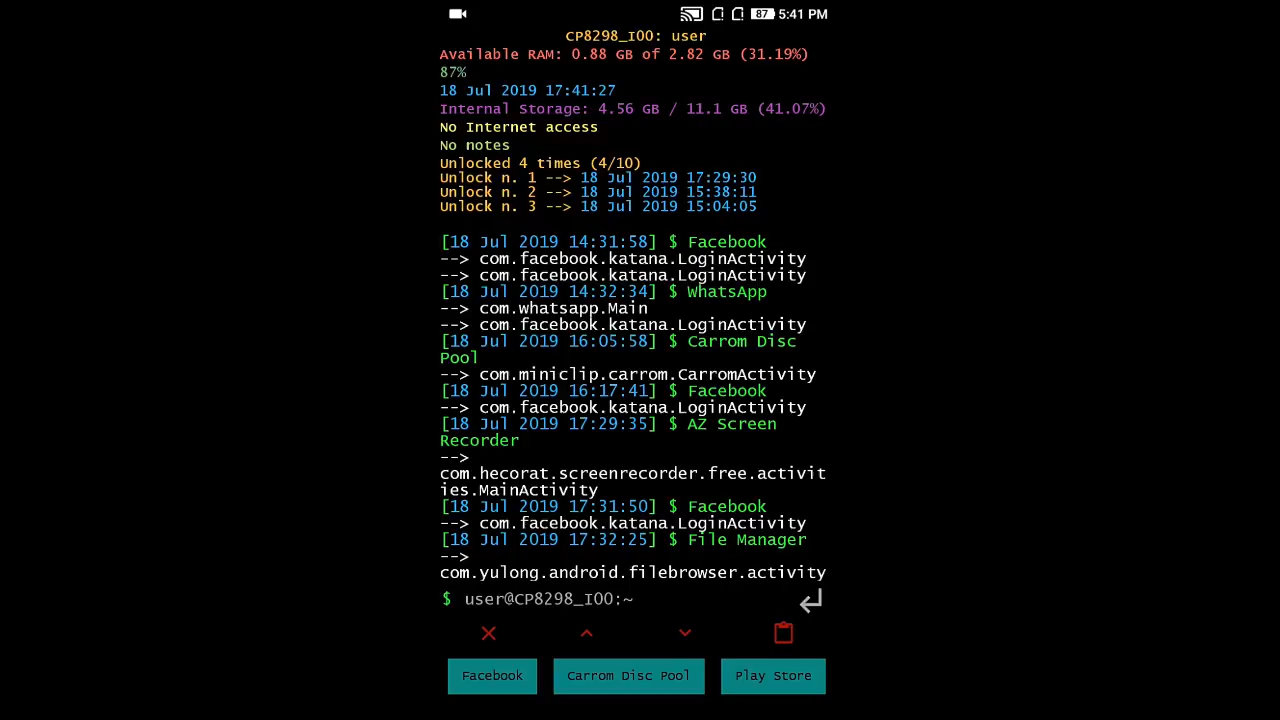 87 5:41 PM
CP8298_I00: user
Available RAM: 0.88 GB of 2.82 GB (31.19%)
87%
18 Jul 2019 17:41:27
Internal Storage: 4.56 GB / 11.1 GB (41.07%)
No Internet access
No notes
Unlocked 4 times (4/10)
Unlock n. 1 --> 18 Jul 2019 17:29:30
Unlock n. 2 --> 18 Jul 2019 15:38:11
Unlock n. 3 --> 18 Jul 2019 15:04:05
[18 Jul 2019 14:31:58] $ Facebook
--> com.facebook.katana.LoginActivity
--> com.facebook.katana.LoginActivity
[18 Jul 2019 14:32:34] $ WhatsApp
--> com.whatsapp.Main
--> com.facebook.katana.LoginActivity
[18 Jul 2019 16:05:58] $ Carrom Disc
Pool
--> com.miniclip.carrom.CarromActivity
[18 Jul 2019 16:17:41] $ Facebook
--> com.facebook.katana.LoginActivity
[18 Jul 2019 17:29:35] $ AZ Screen
Recorder
-->
com.hecorat.screenrecorder.free.activit
ies.MainActivity
[18 Jul 2019 17:31:50] $ Facebook
--> com.facebook.katana.LoginActivity
[18 Jul 2019 17:32:25] $ File Manager
-->
com.yulong.android.filebrowser.activity
$ user@CP8298_I00:~
Facebook Carrom Disc Pool Play Store